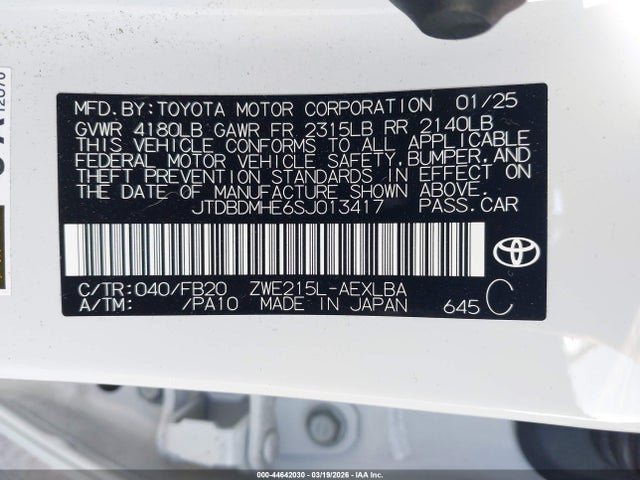 MFD.BY:TOYOTA MOTOR CORPORATION 01/25
GVWR 4180LB GAWR FR 2315LB RR 2140LB
THIS VEHICLE CONFORMS TO ALL APPLICABLE
FEDERAL MOTOR VEHICLE SAFETY,BUMPER,AND
THEFT PREVENTION STANDARDS IN EFFECT ON
THE DATE OF MANUFACTURE SHOWN ABOVE.
JTDBDMHE6SJ013417 PASS.CAR
C/TR:040/FB20 ZWE215L-AEXLBA
A/TM: /PA10 MADE IN JAPAN 645 C
000-44642030 - 03/19/2026 - IAAI.COM